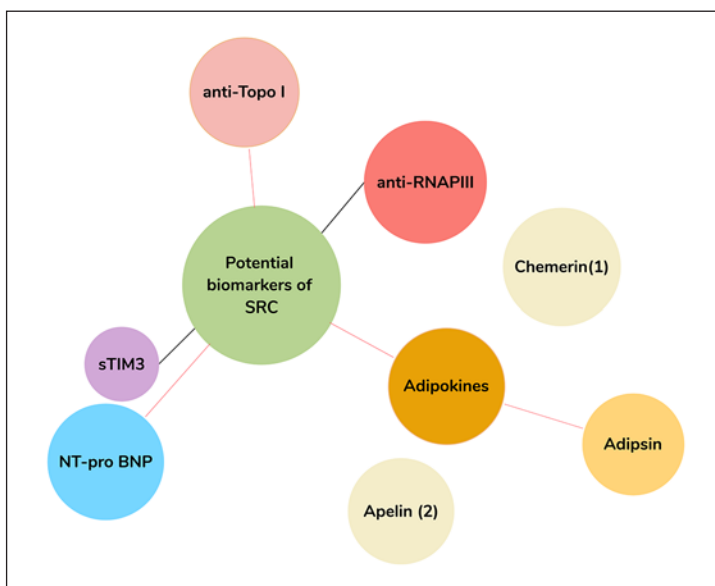 anti-Topo I
anti-RNAPIII
Potential
biomarkers of
SRC
Chemerin(1)
sTIM3
Adipokines
NT-pro BNP
Adipsin
Apelin (2)